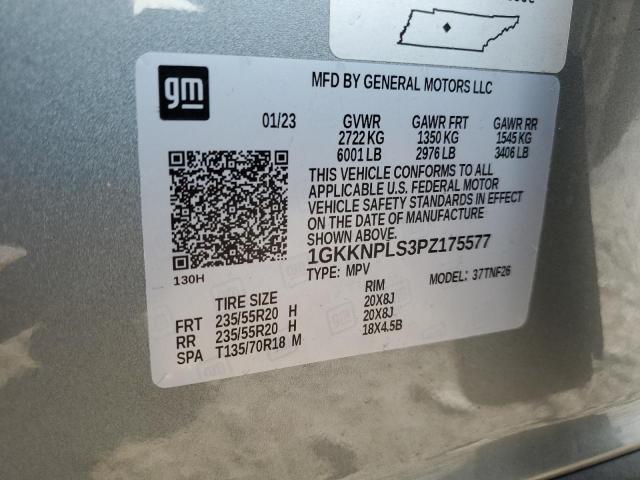 gm
MFD BY GENERAL MOTORS LLC
01/23 GVWR GAWR FRT GAWR RR
2722 KG 1350 KG 1545 KG
6001 LB 2976 LB 3406 LB
THIS VEHICLE CONFORMS TO ALL
APPLICABLE U.S. FEDERAL MOTOR
VEHICLE SAFETY STANDARDS IN EFFECT
ON THE DATE OF MANUFACTURE
SHOWN ABOVE.
1GKKNPLS3PZ175577
130H
TYPE: MPV MODEL: 37TNF26
TIRE SIZE RIM
FRT 235/55R20 H 20X8J
RR 235/55R20 H 20X8J
SPA T135/70R18 M 18X4.5B